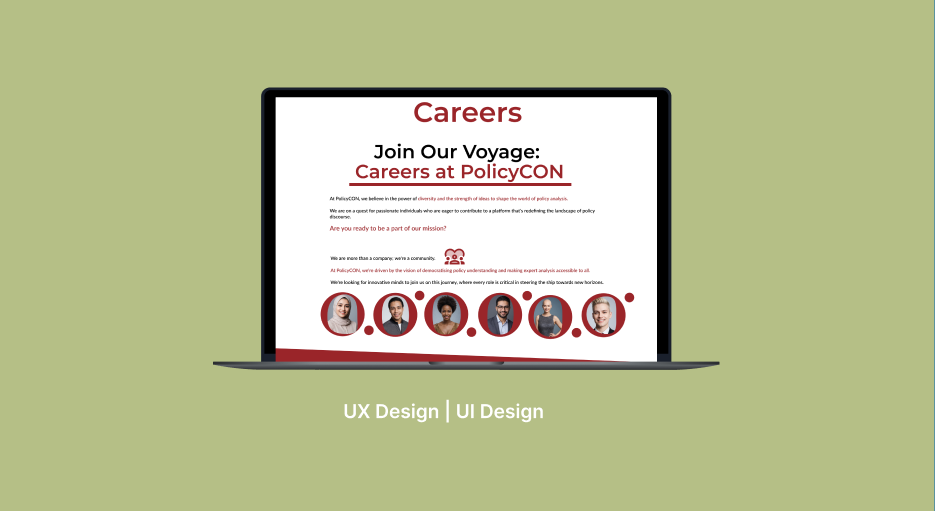 Careers
Join Our Voyage:
Careers at PolicyCON
At PolicyCON, we believe in the power of diversity and the strength of ideas to shape the world of policy analysis.
We are on a quest for passionate individuals who are eager to contribute to a platform that's redefining the landscape of policy
discourse.
Are you ready to be a part of our mission?
We are more than a company; we're a community.
At PolicyCON, we're driven by the vision of democratising policy understanding and making expert analysis accessible to all.
We're looking for innovative minds to join us on this journey, where every role is critical in steering the ship towards new horizons.
UX Design | UI Design